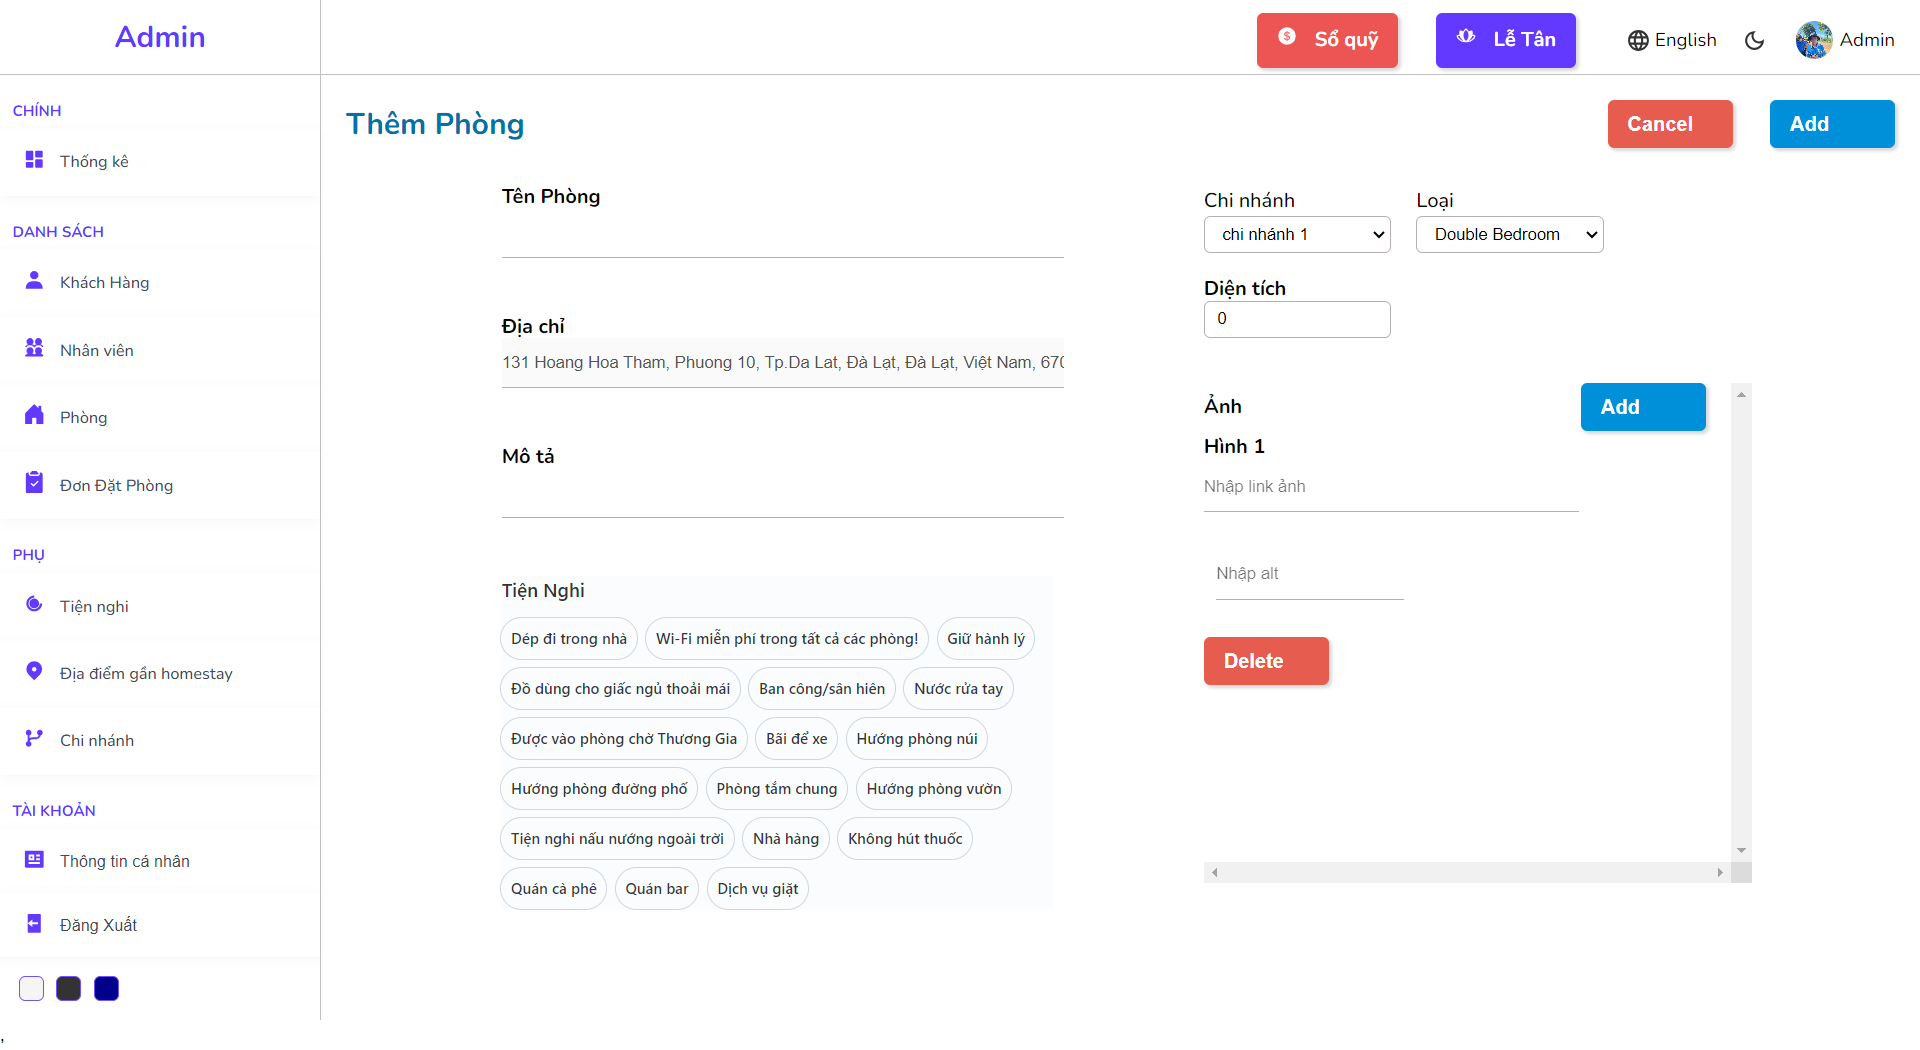 Admin
Sổ quỹ
Lễ Tân
English
Admin
CHÍNH
Thống kê
DANH SÁCH
Khách Hàng
Nhân viên
Phòng
Đơn Đặt Phòng
PHỤ
Tiện nghi
Địa điểm gần homestay
Chi nhánh
TÀI KHOẢN
Thông tin cá nhân
Đăng Xuất
Thêm Phòng
Cancel
Add
Tên Phòng
Địa chỉ
131 Hoang Hoa Tham, Phuong 10, Tp.Da Lat, Đà Lạt, Đà Lạt, Việt Nam, 670
Mô tả
Tiện Nghi
Dép đi trong nhà Wi-Fi miễn phí trong tất cả các phòng! Giữ hành lý
Đồ dùng cho giấc ngủ thoải mái Ban công/sân hiên Nước rửa tay
Được vào phòng chờ Thương Gia Bãi để xe Hướng phòng núi
Hướng phòng đường phố Phòng tắm chung Hướng phòng vườn
Tiện nghi nấu nướng ngoài trời Nhà hàng Không hút thuốc
Quán cà phê Quán bar Dịch vụ giặt
Chi nhánh Loại
chi nhánh 1 Double Bedroom
Diện tích
0
Ảnh
Add
Hình 1
Nhập link ảnh
Nhập alt
Delete
,